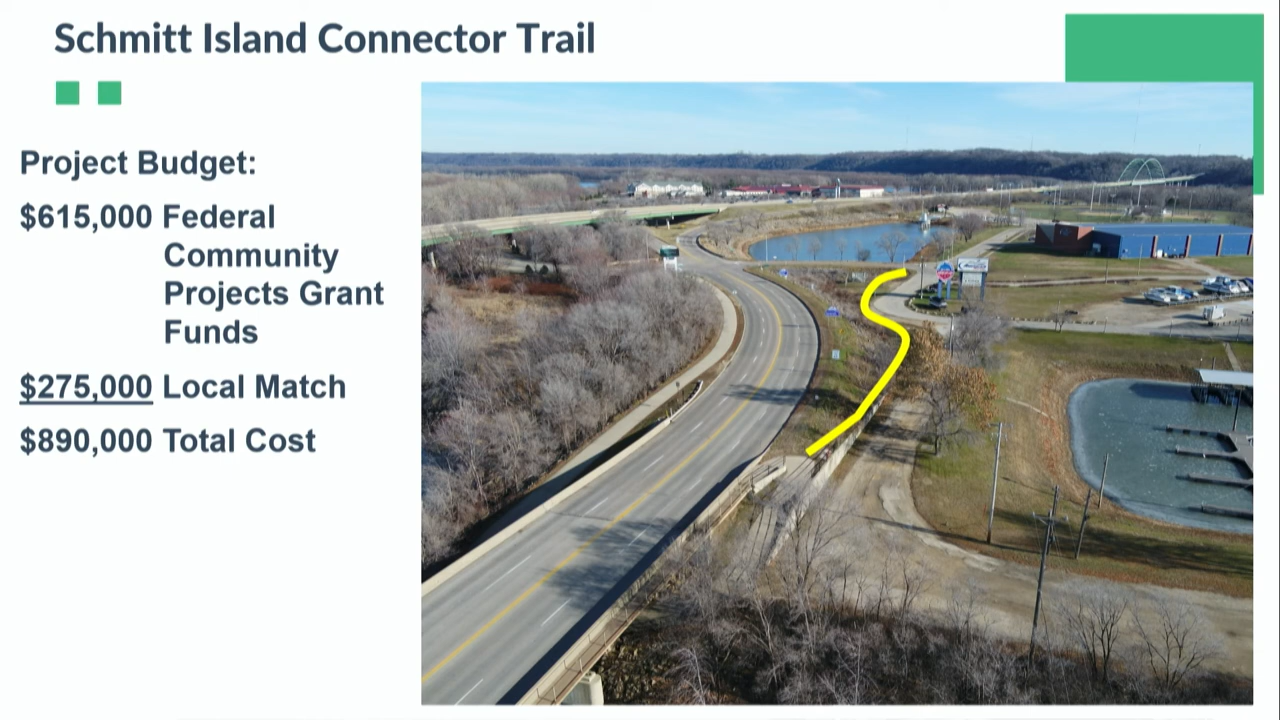 Schmitt Island Connector Trail
Project Budget:
$615,000 Federal
Community
Projects Grant
Funds
$275,000 Local Match
$890,000 Total Cost